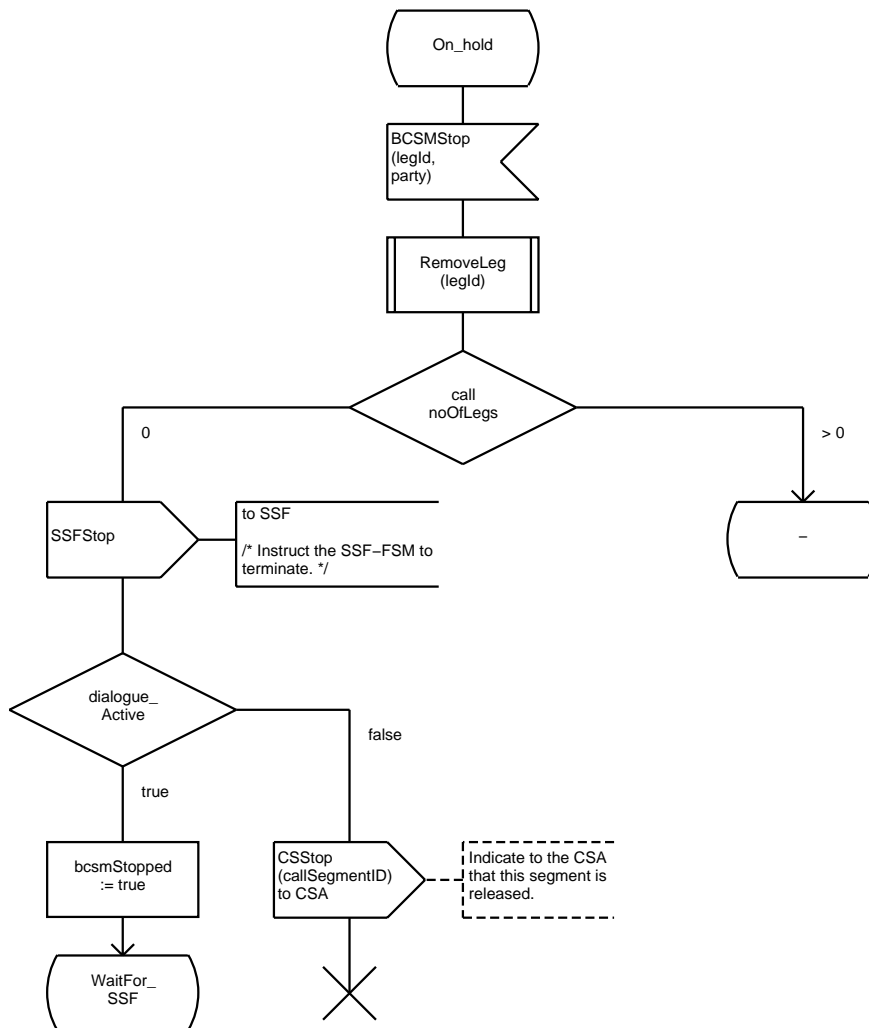 On_hold
BCSMStop
(legId,
party)
RemoveLeg
(legId)
call
noOfLegs
0
> 0
SSFStop
to SSF
/* Instruct the SSF–FSM to
terminate. */
–
dialogue_
Active
false
true
bcsmStopped
:= true
CSStop
(callSegmentID)
to CSA
Indicate to the CSA
that this segment is
released.
WaitFor_
SSF